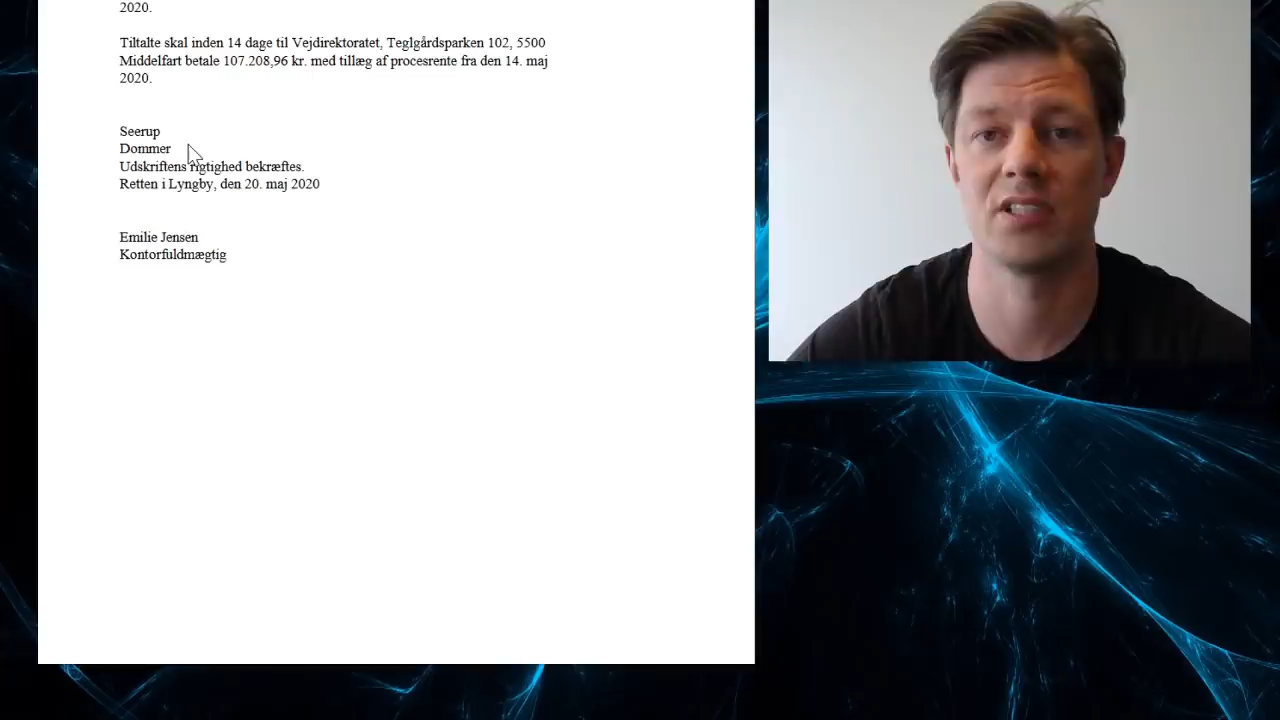 2020.
Tiltalte skal inden 14 dage til Vejdirektoratet, Teglgårdsparken 102, 5500
Middelfart betale 107.208,96 kr. med tillæg af procesrente fra den 14. maj
2020.
Seerup
Dommer
Udskriftens rigtighed bekræftes.
Retten i Lyngby, den 20. maj 2020
Emilie Jensen
Kontorfuldmægtig